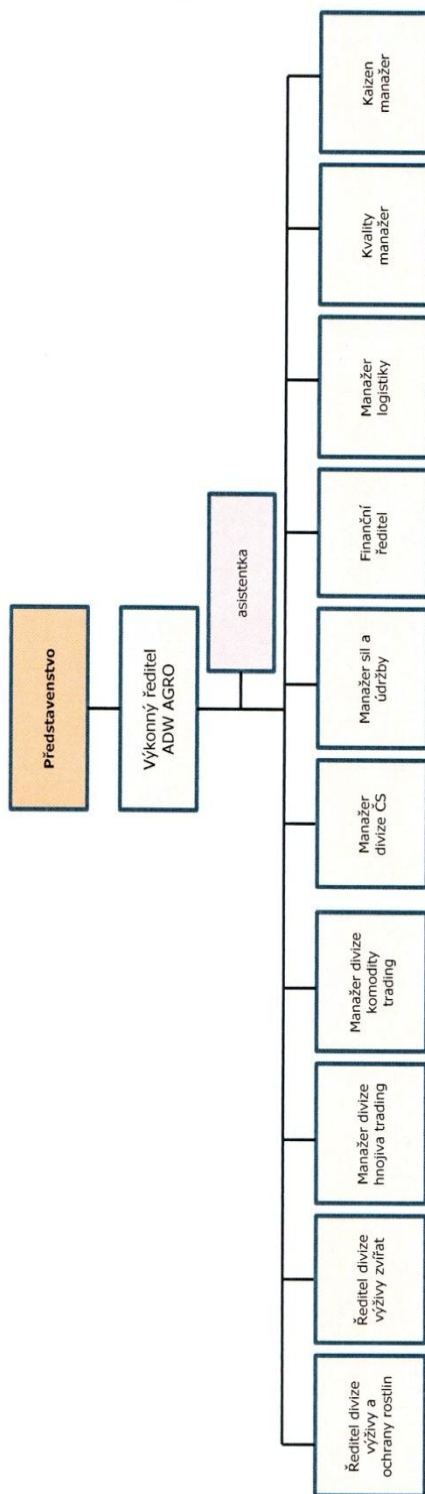 Představenstvo
Výkonný ředitel
ADW AGRO
asistentka
Ředitel divize
výživy a
ochrany rostlin
Ředitel divize
výživy zvířat
Manažer divize
hnojiva trading
Manažer divize
komodity
trading
Manažer
divize ČS
Manažer sil a
údržby
Finanční
ředitel
Manažer
logistiky
Kvality
manažer
Kaizen
manažer